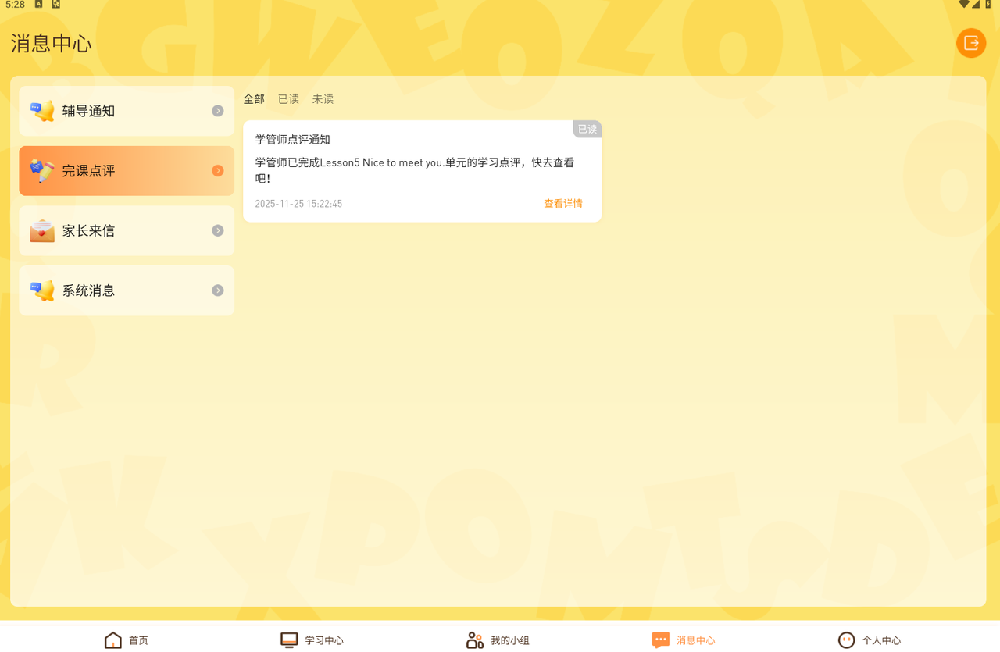 5:28
消息中心
辅导通知
完课点评
家长来信
系统消息
全部 已读 未读
已读
学管师点评通知
学管师已完成Lesson5 Nice to meet you.单元的学习点评，快去查看
吧！
2025-11-25 15:22:45
查看详情
首页
学习中心
我的小组
消息中心
个人中心